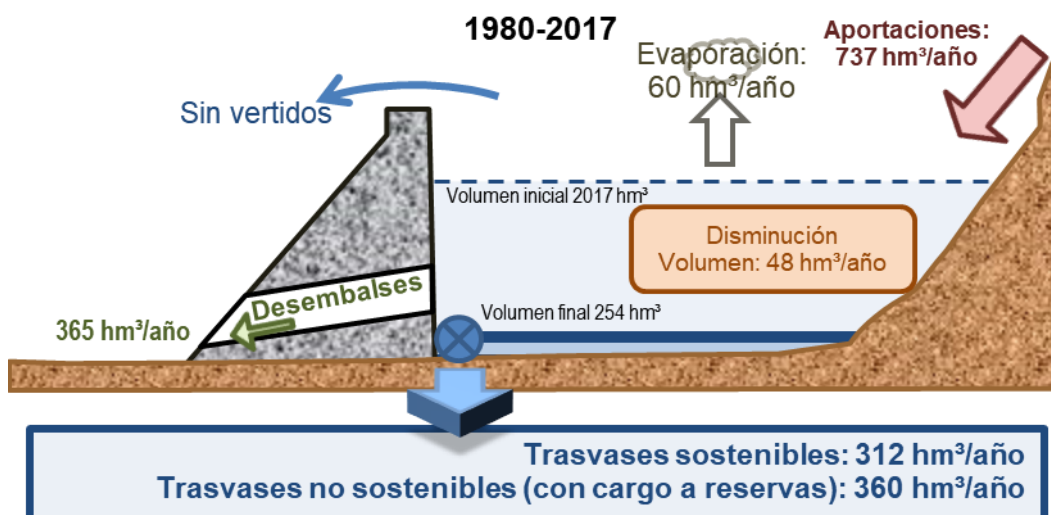 1980-2017
Aportaciones:
737 hm³/año
Evaporación:
60 hm³/año
Sin vertidos
Volumen inicial 2017 hm³
Disminución
Volumen: 48 hm³/año
Desembalses
Volumen final 254 hm³
365 hm³/año
Trasvases sostenibles: 312 hm³/año
Trasvases no sostenibles (con cargo a reservas): 360 hm³/año